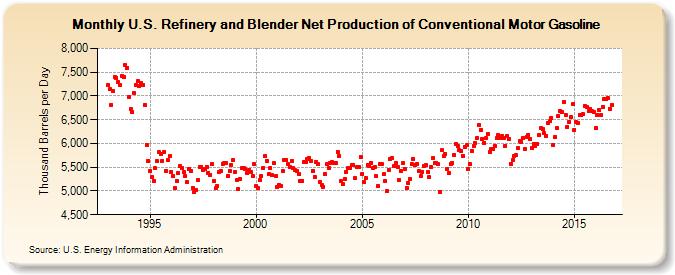 Monthly U.S. Refinery and Blender Net Production of Conventional Motor Gasoline
Thousand Barrels per Day
8,000
7,500
7,000
6,500
6,000
5,500
5,000
4,500
1995 2000 2005 2010 2015
Source: U.S. Energy Information Administration